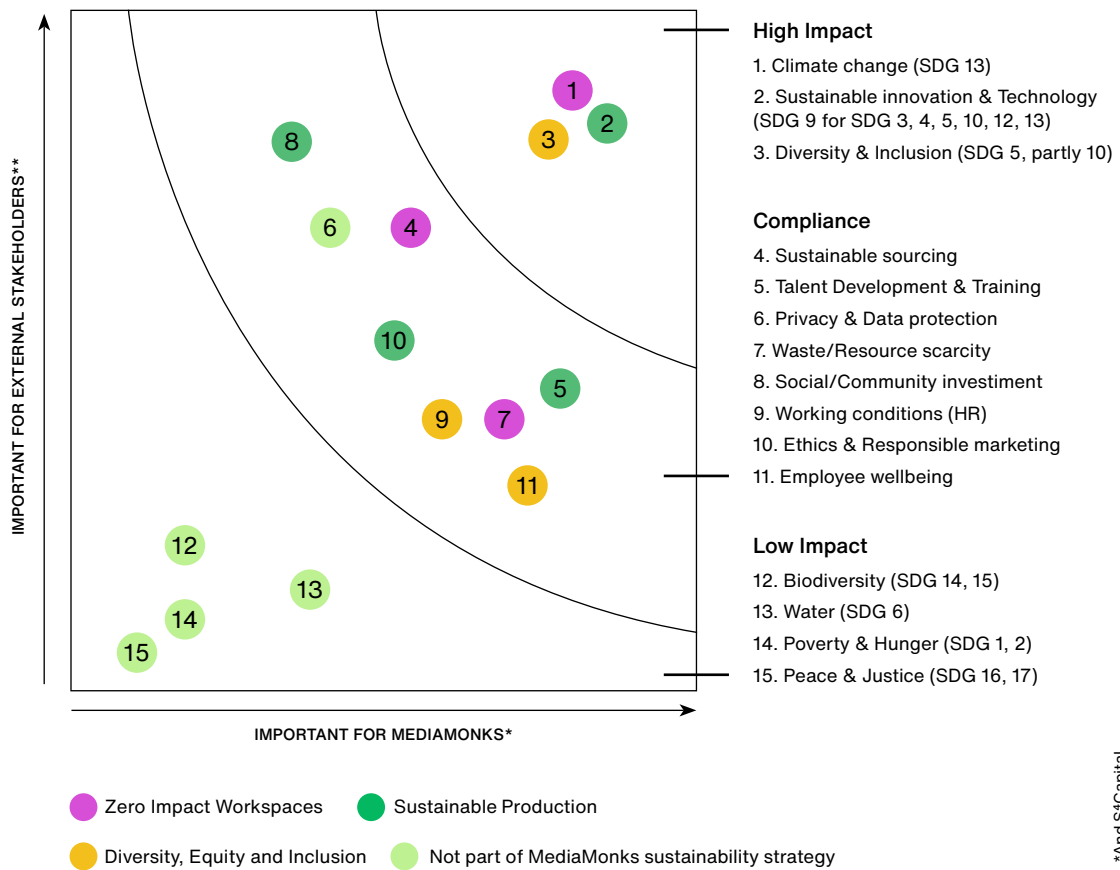 IMPORTANT FOR EXTERNAL STAKEHOLDERS**
1
2
3
8
6
4
10
5
9
7
11
12
13
14
15
IMPORTANT FOR MEDIAMONKS*
High Impact
1. Climate change (SDG 13)
2. Sustainable innovation & Technology
(SDG 9 for SDG 3, 4, 5, 10, 12, 13)
3. Diversity & Inclusion (SDG 5, partly 10)
Compliance
4. Sustainable sourcing
5. Talent Development & Training
6. Privacy & Data protection
7. Waste/Resource scarcity
8. Social/Community investiment
9. Working conditions (HR)
10. Ethics & Responsible marketing
11. Employee wellbeing
Low Impact
12. Biodiversity (SDG 14, 15)
13. Water (SDG 6)
14. Poverty & Hunger (SDG 1, 2)
15. Peace & Justice (SDG 16, 17)
Zero Impact Workspaces
Sustainable Production
Diversity, Equity and Inclusion
Not part of MediaMonks sustainability strategy
*And S⁴Capital